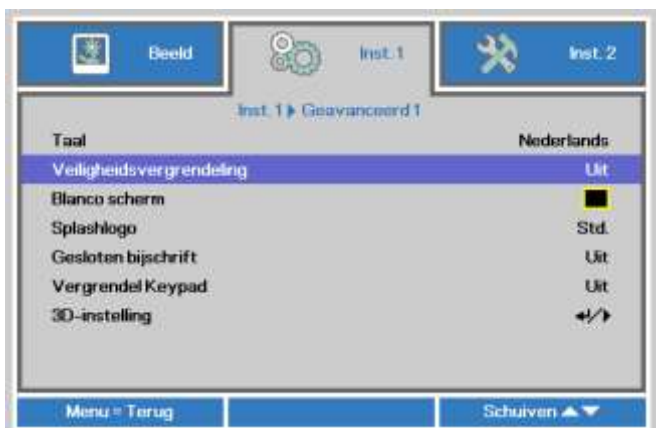 Beeld
Inst. 1
Inst. 2
Inst. 1 Geavanceerd 1
Taal Nederlands
Veiligheidsvergrendeling Uit
Blanco scherm
Splashlogo Std.
Gesloten bijschrift Uit
Vergrendel Keypad Uit
3D-instelling
Menu = Terug Schuiven